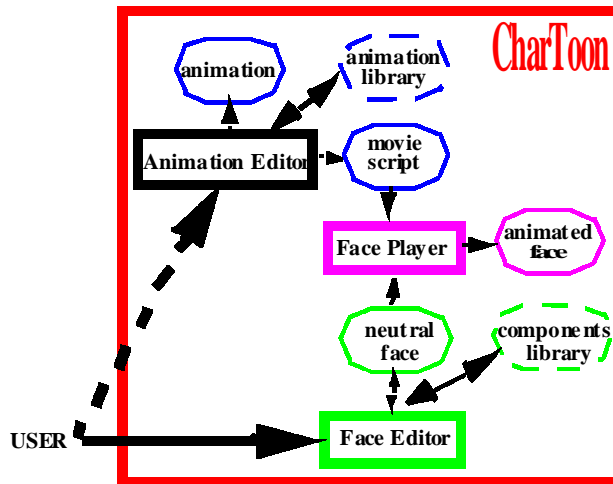 CharToon
animation
animation
library
Animation Editor
movie
script
Face Player
animated
face
neutral
face
components
library
USER
Face Editor